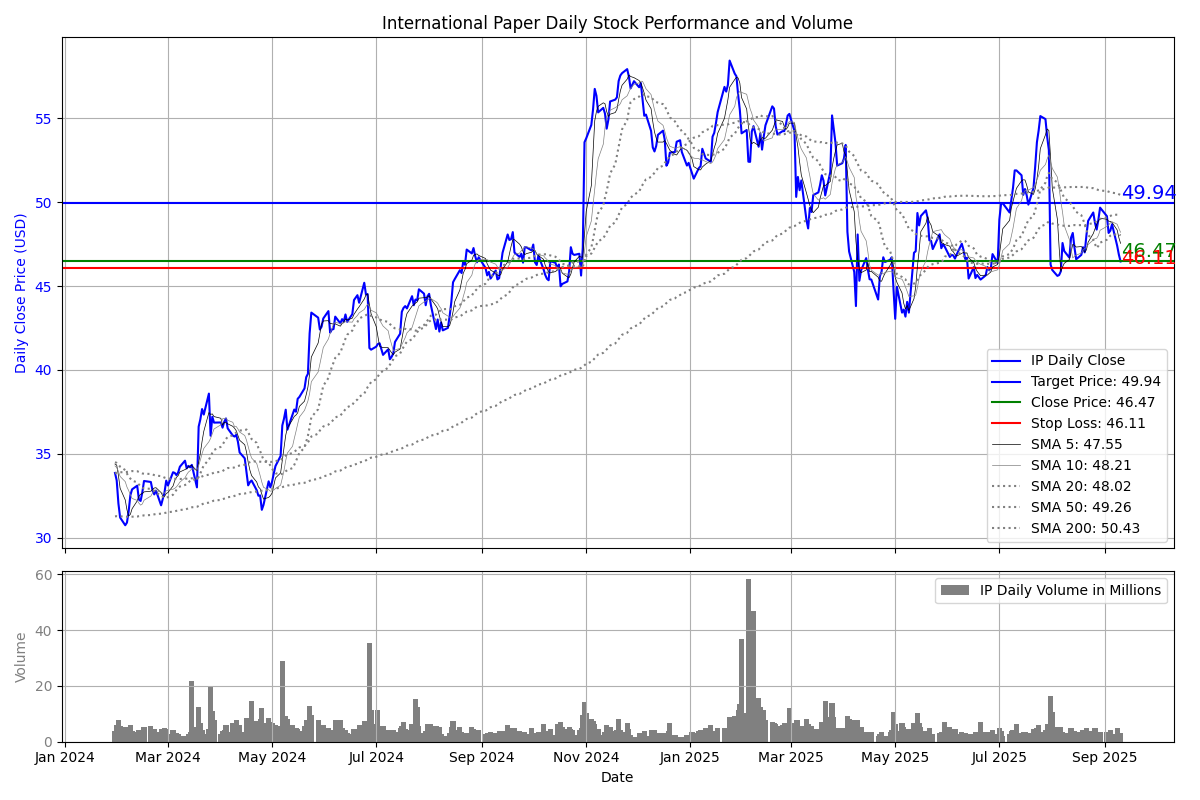 International Paper Daily Stock Performance and Volume
Daily Close Price (USD)
55
50
45
40
35
30
49.94
46.47
46.11
IP Daily Close
Target Price: 49.94
Close Price: 46.47
Stop Loss: 46.11
SMA 5: 47.55
SMA 10: 48.21
SMA 20: 48.02
SMA 50: 49.26
SMA 200: 50.43
Volume
60
40
20
0
IP Daily Volume in Millions
Jan 2024 Mar 2024 May 2024 Jul 2024 Sep 2024 Nov 2024 Jan 2025 Mar 2025 May 2025 Jul 2025 Sep 2025
Date